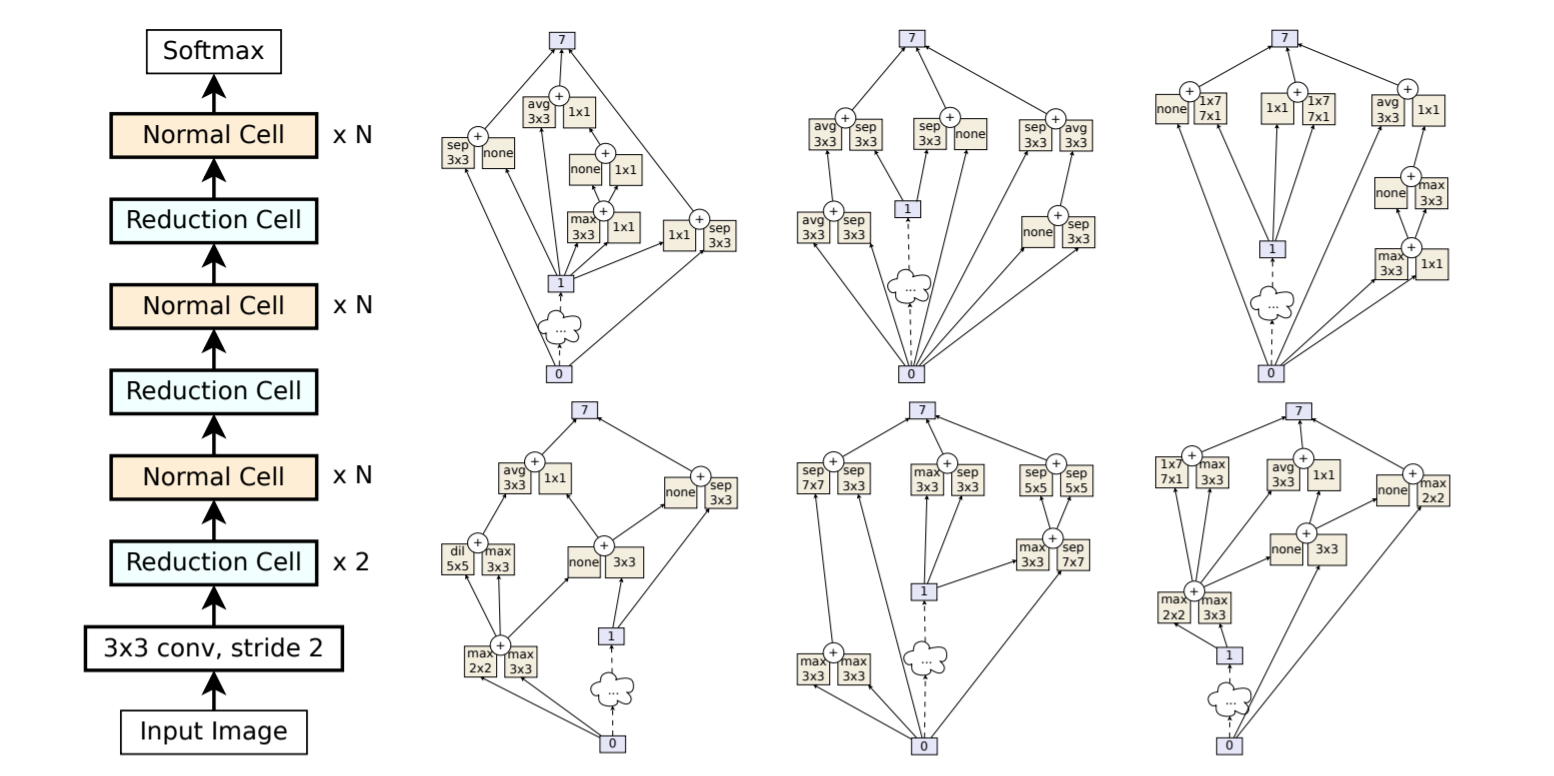 Softmax
Normal Cell x N
Reduction Cell
Normal Cell x N
Reduction Cell
Normal Cell x N
Reduction Cell x 2
3x3 conv, stride 2
Input Image
7
+
avg 3x3
1x1
+
sep 3x3
none
+
none
1x1
+
max 3x3
1x1
+
1x1
sep 3x3
1
...
0
7
+
avg 3x3
sep 3x3
+
sep 3x3
none
+
sep 3x3
avg 3x3
+
avg 3x3
sep 3x3
1
+
none
sep 3x3
...
0
7
+
none
1x7 7x1
+
1x1
1x7 7x1
+
avg 3x3
1x1
+
none
max 3x3
+
max 3x3
1x1
1
...
0
7
+
avg 3x3
1x1
+
none
sep 3x3
+
dil 5x5
max 3x3
+
none
3x3
+
max 2x2
max 3x3
1
...
0
7
+
sep 7x7
sep 3x3
+
max 3x3
sep 3x3
+
sep 5x5
sep 5x5
+
max 3x3
sep 7x7
1
+
max 3x3
max 3x3
...
0
7
+
1x7 7x1
max 3x3
+
avg 3x3
1x1
+
none
max 2x2
+
none
3x3
+
max 2x2
max 3x3
1
...
0